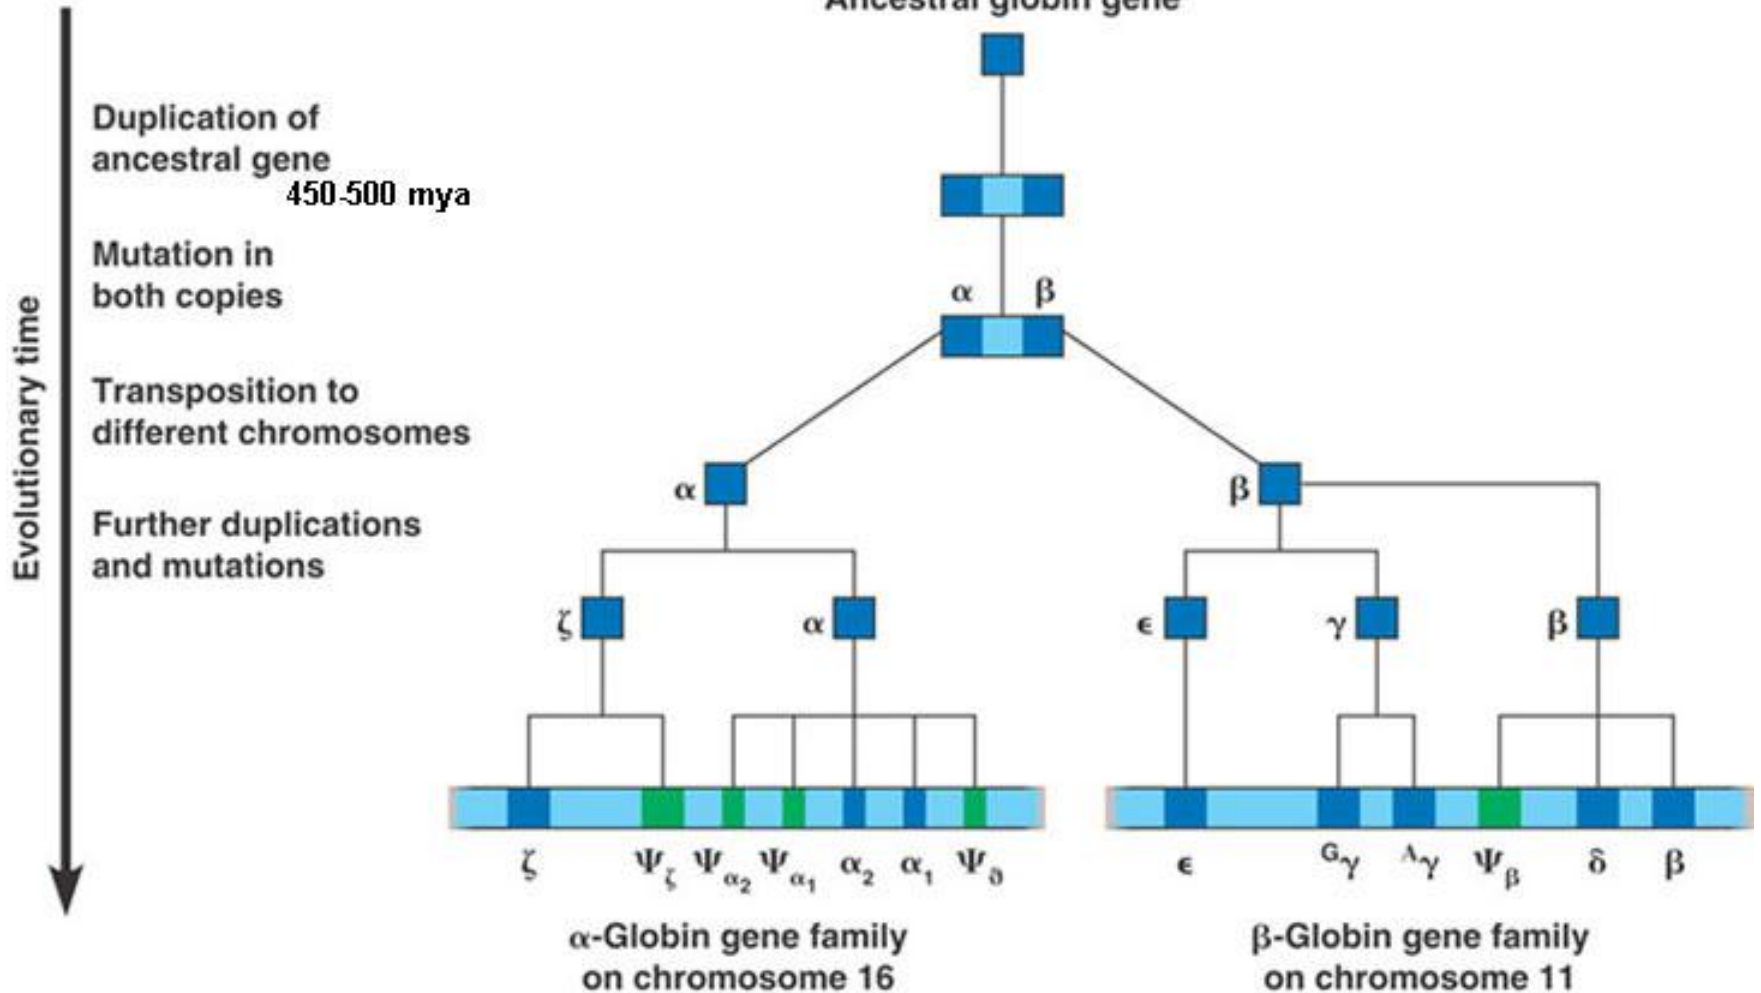 Ancestral globin gene
Duplication of
ancestral gene
450-500 mya
Mutation in
both copies
α β
Transposition to
different chromosomes
α β
Further duplications
and mutations
ζ α ϵ γ β
Evolutionary time
ζ Ψζ Ψα2 Ψα1 α2 α1 Ψϑ ϵ Gγ Aγ Ψβ δ β
α-Globin gene family
on chromosome 16
β-Globin gene family
on chromosome 11